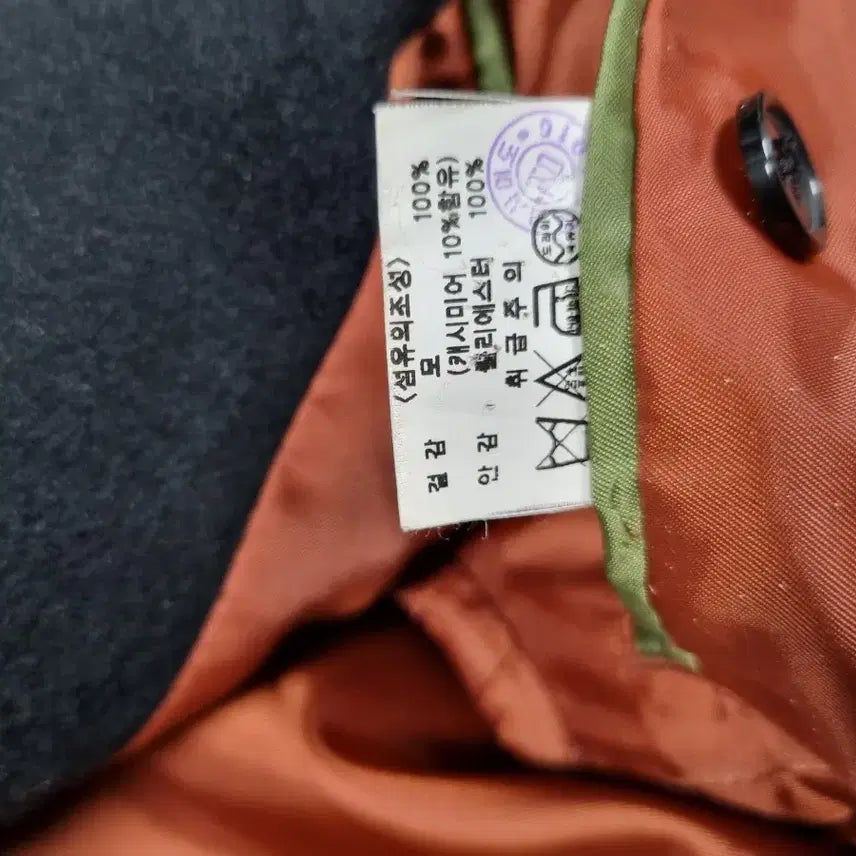 <섬유의조성>
겉감 모 100%
(캐시미어 10%함유)
안감 폴리에스터 100%
취급주의